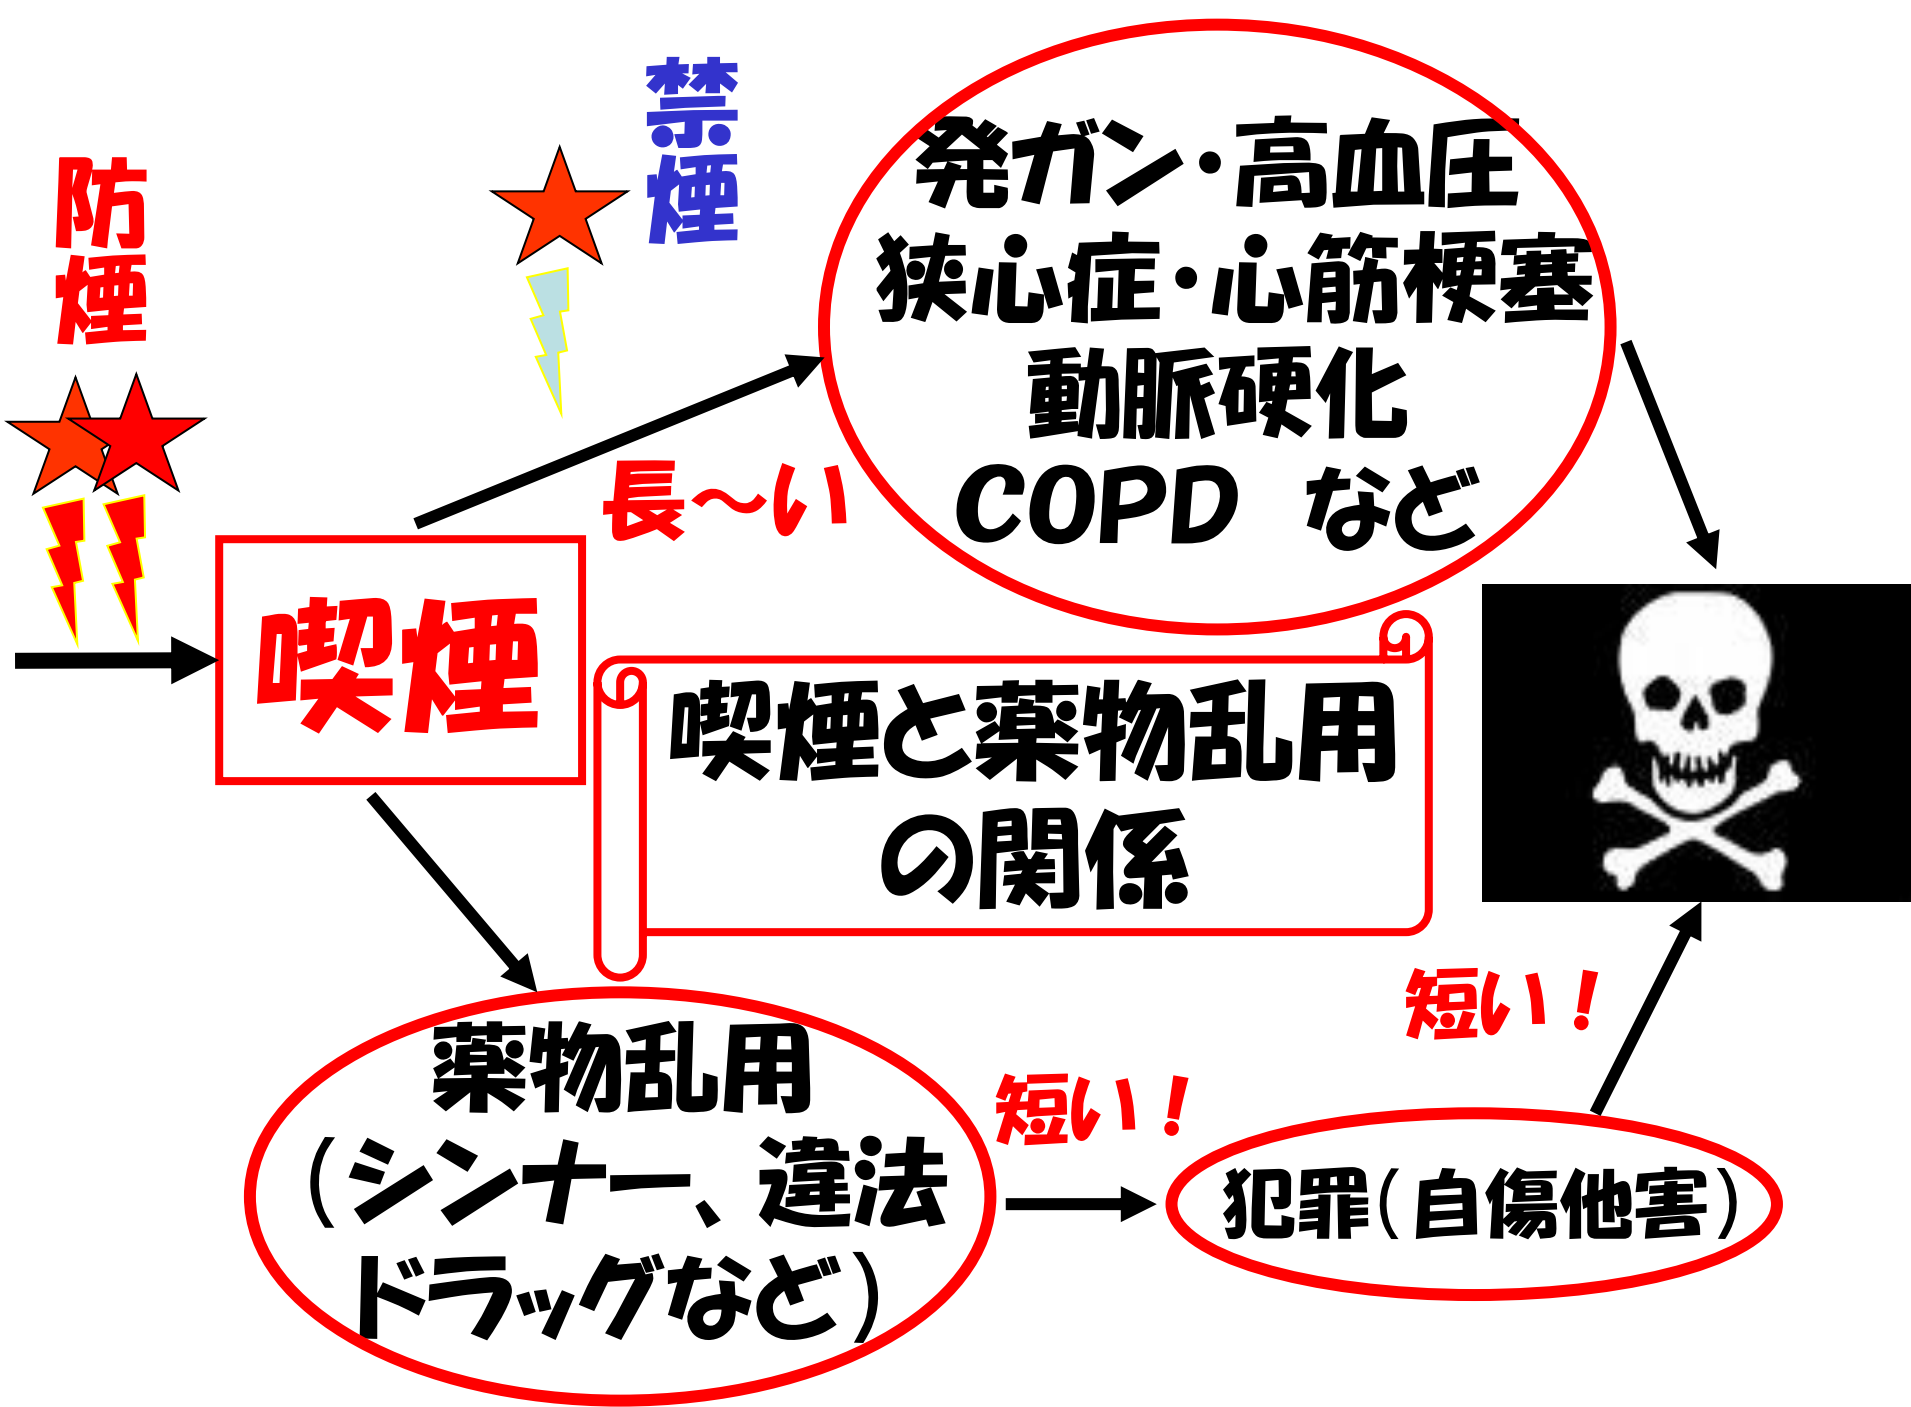 防煙
禁煙
発ガン・高血圧
狭心症・心筋梗塞
動脈硬化
COPD など
長～い
喫煙
喫煙と薬物乱用
の関係
薬物乱用
（シンナー、違法
ドラッグなど）
短い！
犯罪（自傷他害）
短い！